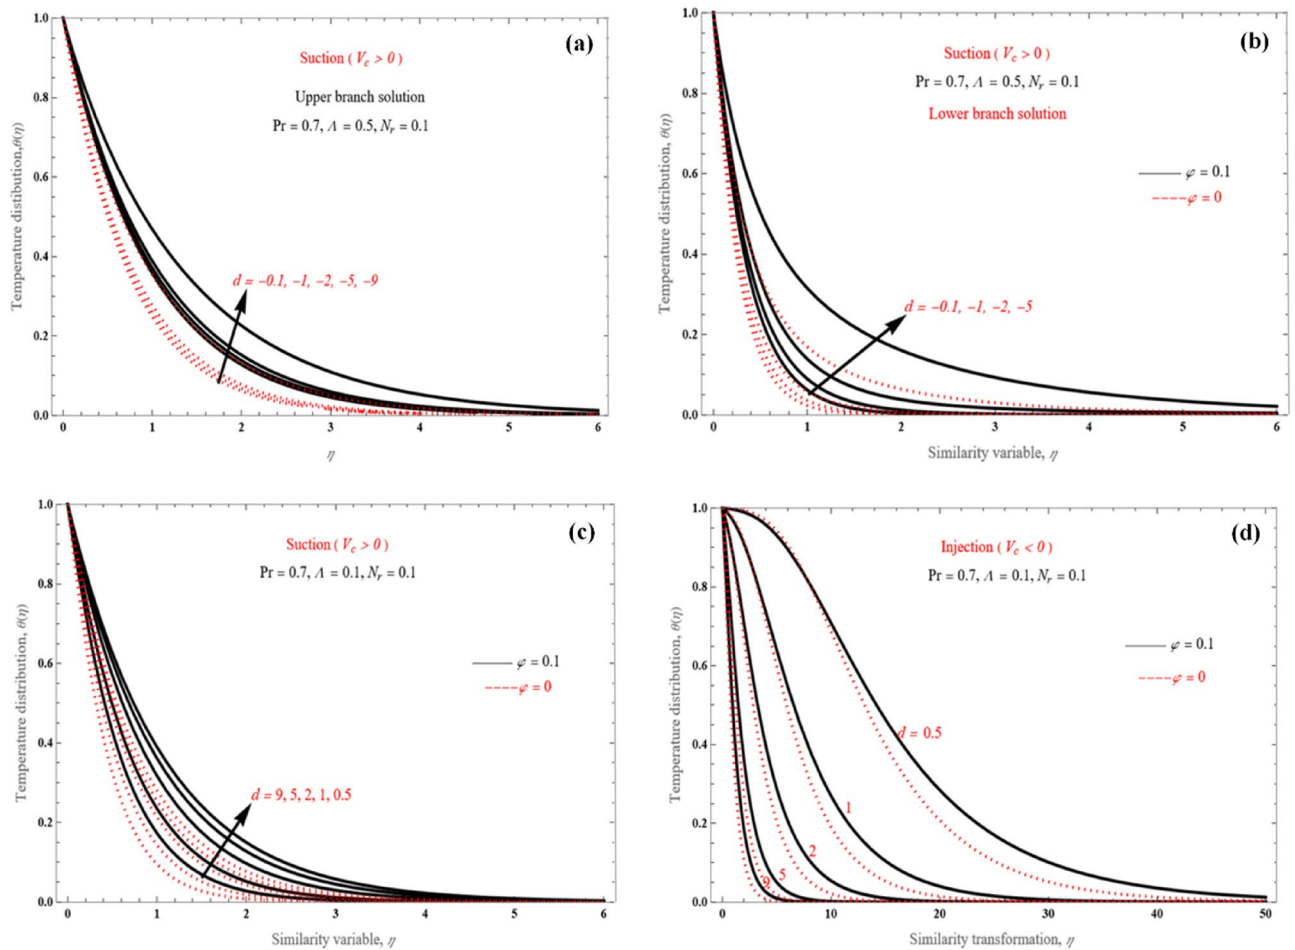 (a)
Suction ( V_c > 0 )
Upper branch solution
Pr = 0.7, Λ = 0.5, N_r = 0.1
d = −0.1, −1, −2, −5, −9
Temperature distibution,θ(η)
1.0
0.8
0.6
0.4
0.2
0.0
0 1 2 3 4 5 6
η
(b)
Suction ( V_c > 0 )
Pr = 0.7, Λ = 0.5, N_r = 0.1
Lower branch solution
φ = 0.1
φ = 0
d = −0.1, −1, −2, −5
Temperature distribution, θ(η)
1.0
0.8
0.6
0.4
0.2
0.0
0 1 2 3 4 5 6
Similarity variable, η
(c)
Suction ( V_c > 0 )
Pr = 0.7, Λ = 0.1, N_r = 0.1
φ = 0.1
φ = 0
d = 9, 5, 2, 1, 0.5
Temperature distribution, θ(η)
1.0
0.8
0.6
0.4
0.2
0.0
0 1 2 3 4 5 6
Similarity variable, η
(d)
Injection ( V_c < 0 )
Pr = 0.7, Λ = 0.1, N_r = 0.1
φ = 0.1
φ = 0
d = 0.5
1
2
5
9
Temperature distribution, θ(η)
1.0
0.8
0.6
0.4
0.2
0.0
0 10 20 30 40 50
Similarity transformation, η